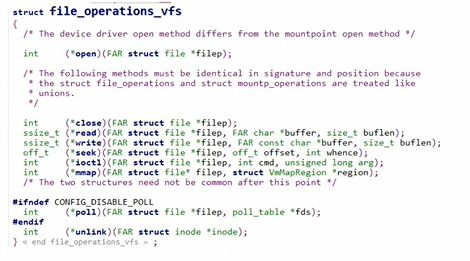 struct file_operations_vfs
{
/* The device driver open method differs from the mountpoint open method */
int (*open)(FAR struct file *filep);
/* The following methods must be identical in signature and position because
* the struct file_operations and struct mountp_operations are treated like
* unions.
*/
int (*close)(FAR struct file *filep);
ssize_t (*read)(FAR struct file *filep, FAR char *buffer, size_t buflen);
ssize_t (*write)(FAR struct file *filep, FAR const char *buffer, size_t buflen);
off_t (*seek)(FAR struct file *filep, off_t offset, int whence);
int (*ioctl)(FAR struct file *filep, int cmd, unsigned long arg);
int (*mmap)(FAR struct file* filep, struct VmMapRegion *region);
/* The two structures need not be common after this point */
#ifndef CONFIG_DISABLE_POLL
int (*poll)(FAR struct file *filep, poll_table *fds);
#endif
int (*unlink)(FAR struct inode *inode);
} « end file_operations_vfs » ;